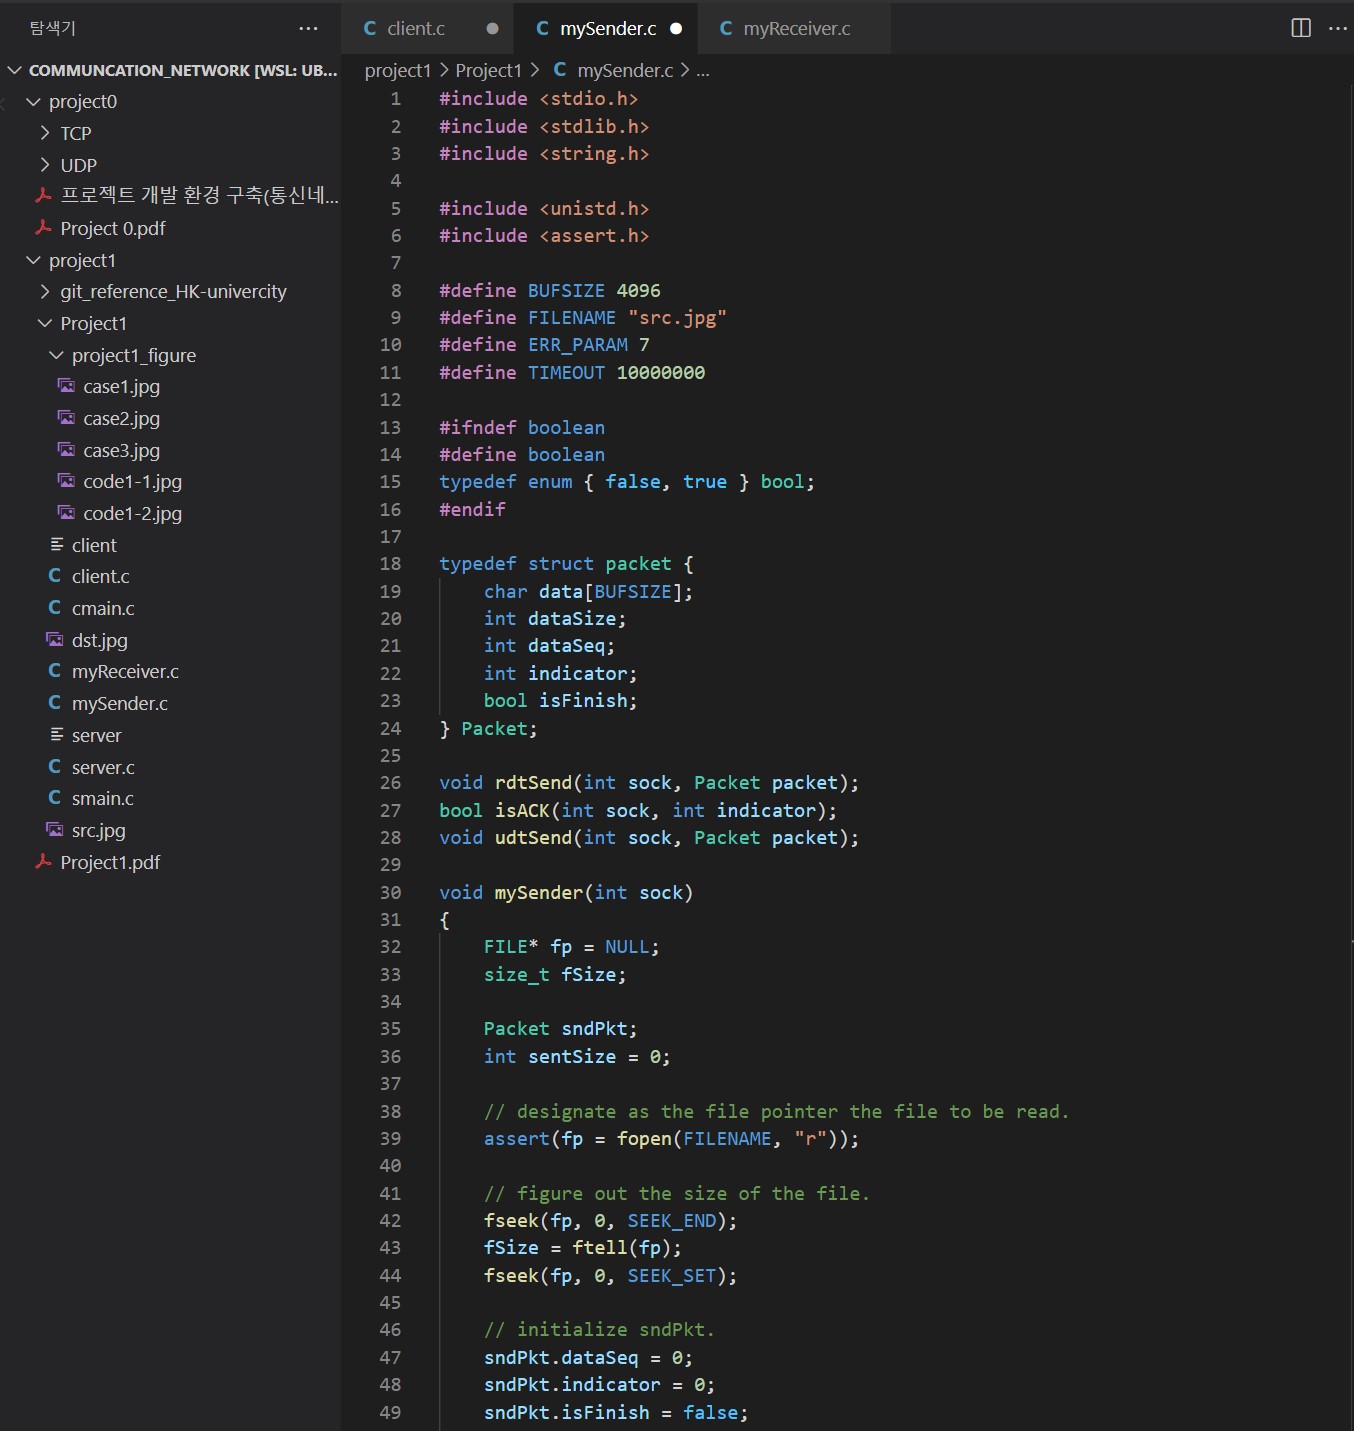 탐색기
COMMUNCATION_NETWORK [WSL: UB...
project0
TCP
UDP
프로젝트 개발 환경 구축(통신네...
Project 0.pdf
project1
git_reference_HK-univercity
Project1
project1_figure
case1.jpg
case2.jpg
case3.jpg
code1-1.jpg
code1-2.jpg
client
client.c
cmain.c
dst.jpg
myReceiver.c
mySender.c
server
server.c
smain.c
src.jpg
Project1.pdf
C client.c
C mySender.c
C myReceiver.c
project1 > Project1 > C mySender.c > ...
1 #include <stdio.h>
2 #include <stdlib.h>
3 #include <string.h>
4
5 #include <unistd.h>
6 #include <assert.h>
7
8 #define BUFSIZE 4096
9 #define FILENAME "src.jpg"
10 #define ERR_PARAM 7
11 #define TIMEOUT 10000000
12
13 #ifndef boolean
14 #define boolean
15 typedef enum { false, true } bool;
16 #endif
17
18 typedef struct packet {
19     char data[BUFSIZE];
20     int dataSize;
21     int dataSeq;
22     int indicator;
23     bool isFinish;
24 } Packet;
25
26 void rdtSend(int sock, Packet packet);
27 bool isACK(int sock, int indicator);
28 void udtSend(int sock, Packet packet);
29
30 void mySender(int sock)
31 {
32     FILE* fp = NULL;
33     size_t fSize;
34
35     Packet sndPkt;
36     int sentSize = 0;
37
38     // designate as the file pointer the file to be read.
39     assert(fp = fopen(FILENAME, "r"));
40
41     // figure out the size of the file.
42     fseek(fp, 0, SEEK_END);
43     fSize = ftell(fp);
44     fseek(fp, 0, SEEK_SET);
45
46     // initialize sndPkt.
47     sndPkt.dataSeq = 0;
48     sndPkt.indicator = 0;
49     sndPkt.isFinish = false;